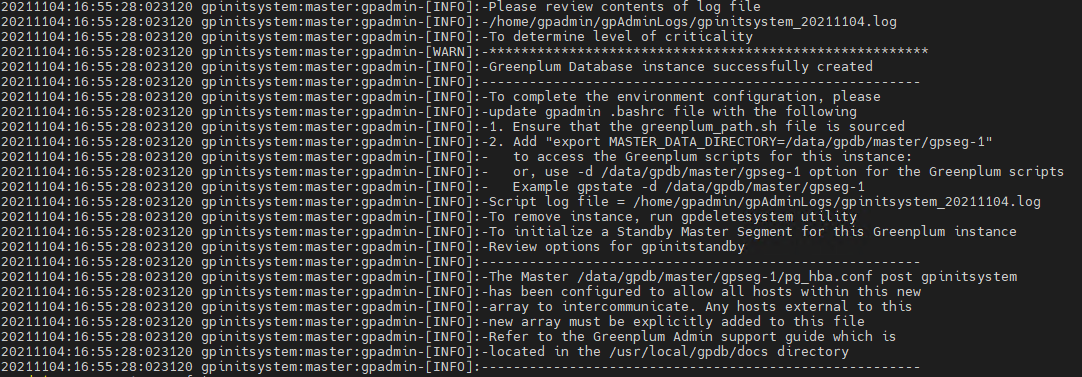 20211104:16:55:28:023120 gpinitsystem:master:gpadmin-[INFO]:-Please review contents of log file
20211104:16:55:28:023120 gpinitsystem:master:gpadmin-[INFO]:-/home/gpadmin/gpAdminLogs/gpinitsystem_20211104.log
20211104:16:55:28:023120 gpinitsystem:master:gpadmin-[INFO]:-To determine level of criticality
20211104:16:55:28:023120 gpinitsystem:master:gpadmin-[WARN]:-*******************************************************
20211104:16:55:28:023120 gpinitsystem:master:gpadmin-[INFO]:-Greenplum Database instance successfully created
20211104:16:55:28:023120 gpinitsystem:master:gpadmin-[INFO]:-------------------------------------------------------
20211104:16:55:28:023120 gpinitsystem:master:gpadmin-[INFO]:-To complete the environment configuration, please
20211104:16:55:28:023120 gpinitsystem:master:gpadmin-[INFO]:-update gpadmin .bashrc file with the following
20211104:16:55:28:023120 gpinitsystem:master:gpadmin-[INFO]:-1. Ensure that the greenplum_path.sh file is sourced
20211104:16:55:28:023120 gpinitsystem:master:gpadmin-[INFO]:-2. Add "export MASTER_DATA_DIRECTORY=/data/gpdb/master/gpseg-1"
20211104:16:55:28:023120 gpinitsystem:master:gpadmin-[INFO]:-   to access the Greenplum scripts for this instance:
20211104:16:55:28:023120 gpinitsystem:master:gpadmin-[INFO]:-   or, use -d /data/gpdb/master/gpseg-1 option for the Greenplum scripts
20211104:16:55:28:023120 gpinitsystem:master:gpadmin-[INFO]:-   Example gpstate -d /data/gpdb/master/gpseg-1
20211104:16:55:28:023120 gpinitsystem:master:gpadmin-[INFO]:-Script log file = /home/gpadmin/gpAdminLogs/gpinitsystem_20211104.log
20211104:16:55:28:023120 gpinitsystem:master:gpadmin-[INFO]:-To remove instance, run gpdeletesystem utility
20211104:16:55:28:023120 gpinitsystem:master:gpadmin-[INFO]:-To initialize a Standby Master Segment for this Greenplum instance
20211104:16:55:28:023120 gpinitsystem:master:gpadmin-[INFO]:-Review options for gpinitstandby
20211104:16:55:28:023120 gpinitsystem:master:gpadmin-[INFO]:-------------------------------------------------------
20211104:16:55:28:023120 gpinitsystem:master:gpadmin-[INFO]:-The Master /data/gpdb/master/gpseg-1/pg_hba.conf post gpinitsystem
20211104:16:55:28:023120 gpinitsystem:master:gpadmin-[INFO]:-has been configured to allow all hosts within this new
20211104:16:55:28:023120 gpinitsystem:master:gpadmin-[INFO]:-array to intercommunicate. Any hosts external to this
20211104:16:55:28:023120 gpinitsystem:master:gpadmin-[INFO]:-new array must be explicitly added to this file
20211104:16:55:28:023120 gpinitsystem:master:gpadmin-[INFO]:-Refer to the Greenplum Admin support guide which is
20211104:16:55:28:023120 gpinitsystem:master:gpadmin-[INFO]:-located in the /usr/local/gpdb/docs directory
20211104:16:55:28:023120 gpinitsystem:master:gpadmin-[INFO]:-------------------------------------------------------